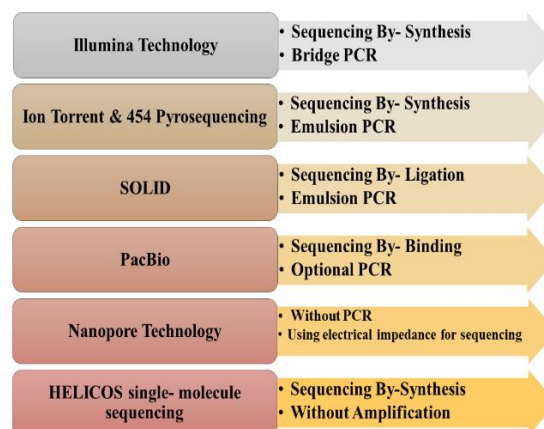 Illumina Technology
• Sequencing By- Synthesis
• Bridge PCR
Ion Torrent & 454 Pyrosequencing
• Sequencing By- Synthesis
• Emulsion PCR
SOLID
• Sequencing By- Ligation
• Emulsion PCR
PacBio
• Sequencing By- Binding
• Optional PCR
Nanopore Technology
• Without PCR
• Using electrical impedance for sequencing
HELICOS single- molecule
sequencing
• Sequencing By-Synthesis
• Without Amplification